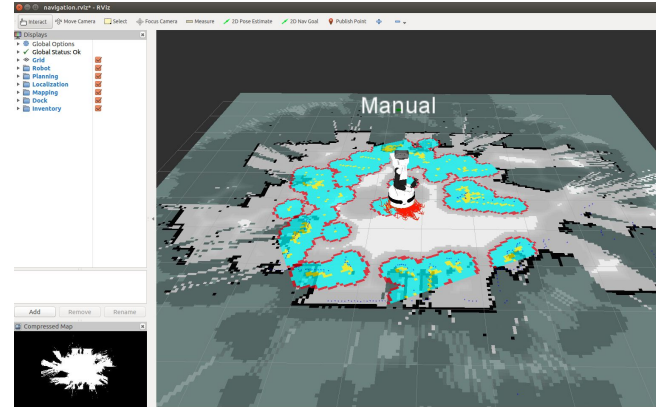 navigation.rviz* - RViz
Interact
Move Camera
Select
Focus Camera
Measure
2D Pose Estimate
2D Nav Goal
Publish Point
Displays
Global Options
Global Status: Ok
Grid
Robot
Planning
Localization
Mapping
Dock
Inventory
Manual
Add
Remove
Rename
Compressed Map